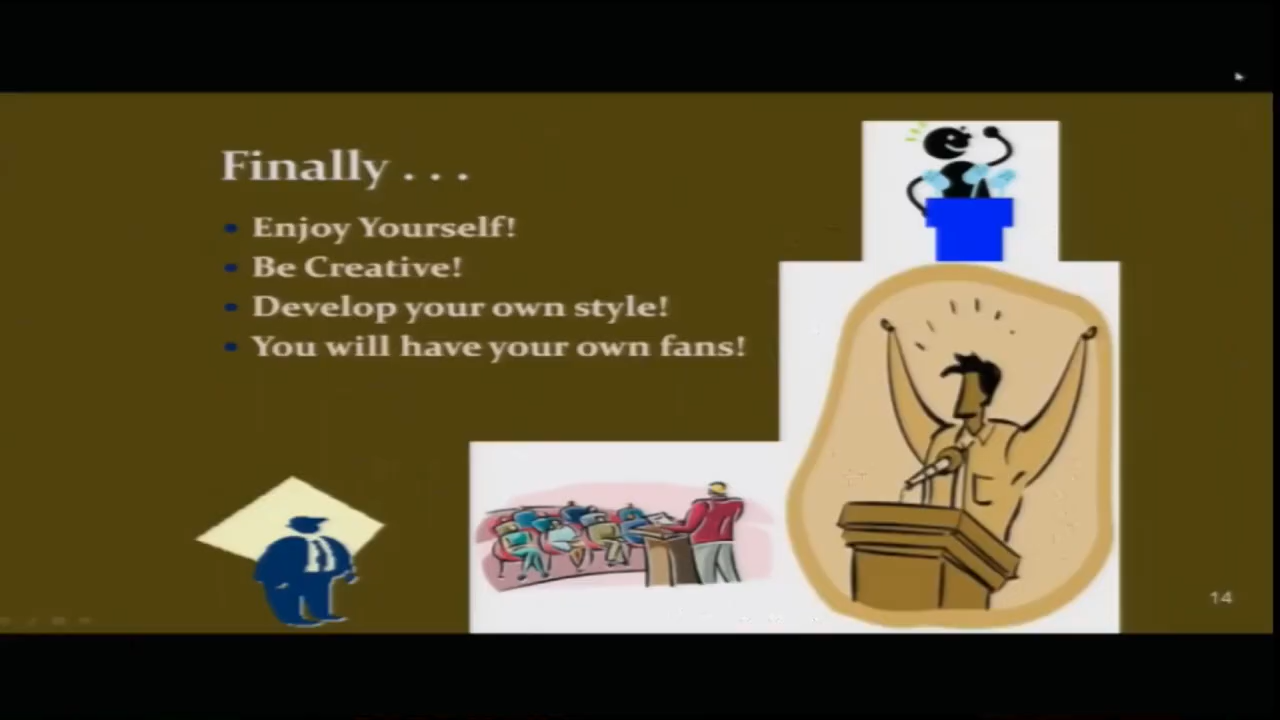 Finally . . .
• Enjoy Yourself!
• Be Creative!
• Develop your own style!
• You will have your own fans!
14